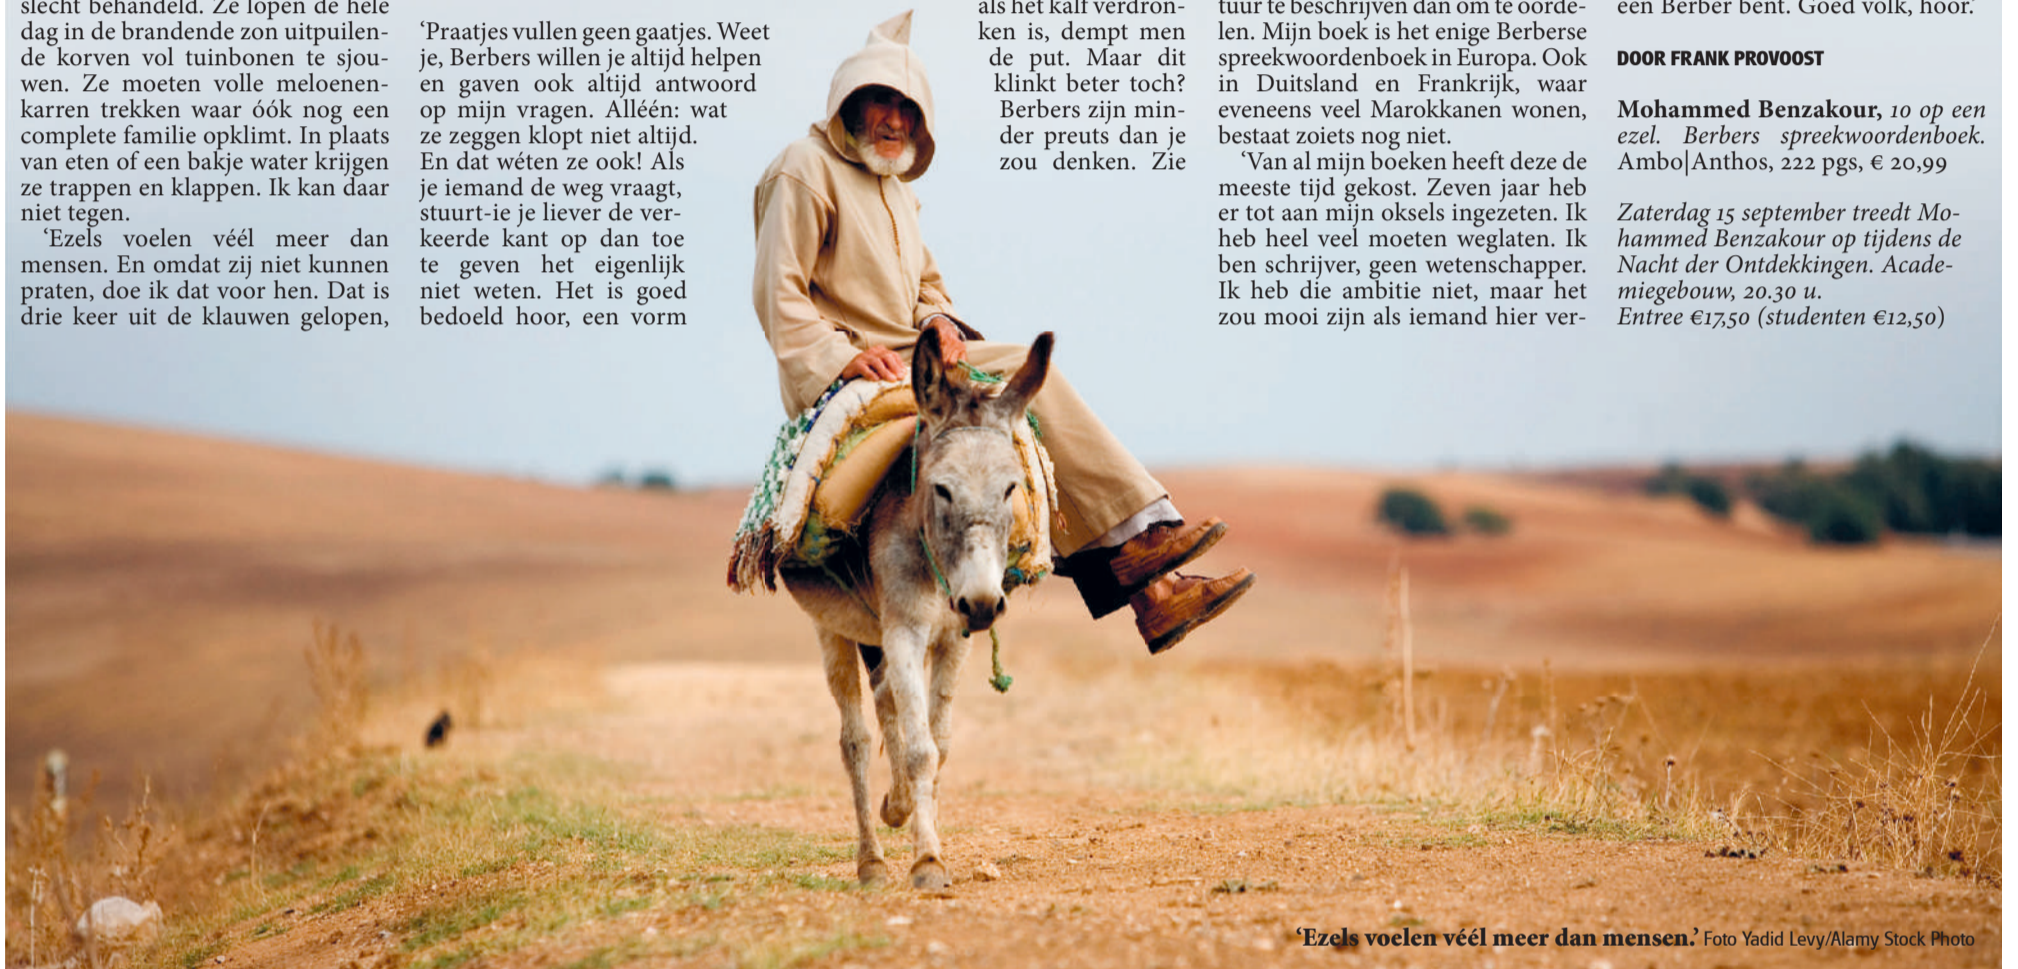 slecht behandeld. Ze lopen de hele
dag in de brandende zon uitpuilen-
de korven vol tuinbonen te sjou-
wen. Ze moeten volle meloenen-
karren trekken waar óók nog een
complete familie opklimt. In plaats
van eten of een bakje water krijgen
ze trappen en klappen. Ik kan daar
niet tegen.
‘Ezels voelen véél meer dan
mensen. En omdat zij niet kunnen
praten, doe ik dat voor hen. Dat is
drie keer uit de klauwen gelopen,
‘Praatjes vullen geen gaatjes. Weet
je, Berbers willen je altijd helpen
en gaven ook altijd antwoord
op mijn vragen. Alléén: wat
ze zeggen klopt niet altijd.
En dat wéten ze ook! Als
je iemand de weg vraagt,
stuurt-ie je liever de ver-
keerde kant op dan toe
te geven het eigenlijk
niet weten. Het is goed
bedoeld hoor, een vorm
als het kalf verdron-
ken is, dempt men
de put. Maar dit
klinkt beter toch?
Berbers zijn min-
der preuts dan je
zou denken. Zie
tuur te beschrijven dan om te oorde-
len. Mijn boek is het enige Berberse
spreekwoordenboek in Europa. Ook
in Duitsland en Frankrijk, waar
eveneens veel Marokkanen wonen,
bestaat zoiets nog niet.
‘Van al mijn boeken heeft deze de
meeste tijd gekost. Zeven jaar heb
er tot aan mijn oksels ingezeten. Ik
heb heel veel moeten weglaten. Ik
ben schrijver, geen wetenschapper.
Ik heb die ambitie niet, maar het
zou mooi zijn als iemand hier ver-
een Berber bent. Goed volk, hoor.’
DOOR FRANK PROVOOST
Mohammed Benzakour, 10 op een
ezel. Berbers spreekwoordenboek.
Ambo|Anthos, 222 pgs, € 20,99
Zaterdag 15 september treedt Mo-
hammed Benzakour op tijdens de
Nacht der Ontdekkingen. Acade-
miegebouw, 20.30 u.
Entree €17,50 (studenten €12,50)
‘Ezels voelen véél meer dan mensen.’ Foto Yadid Levy/Alamy Stock Photo